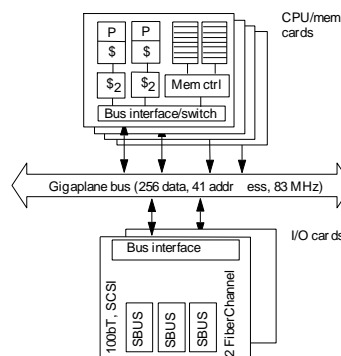 CPU/mem
cards
P P
$ $
$2 $2
Mem ctrl
Bus interface/switch
Gigaplane bus (256 data, 41 addr ess, 83 MHz)
I/O cards
Bus interface
100bT, SCSI
SBUS
SBUS
SBUS
2 FiberChannel